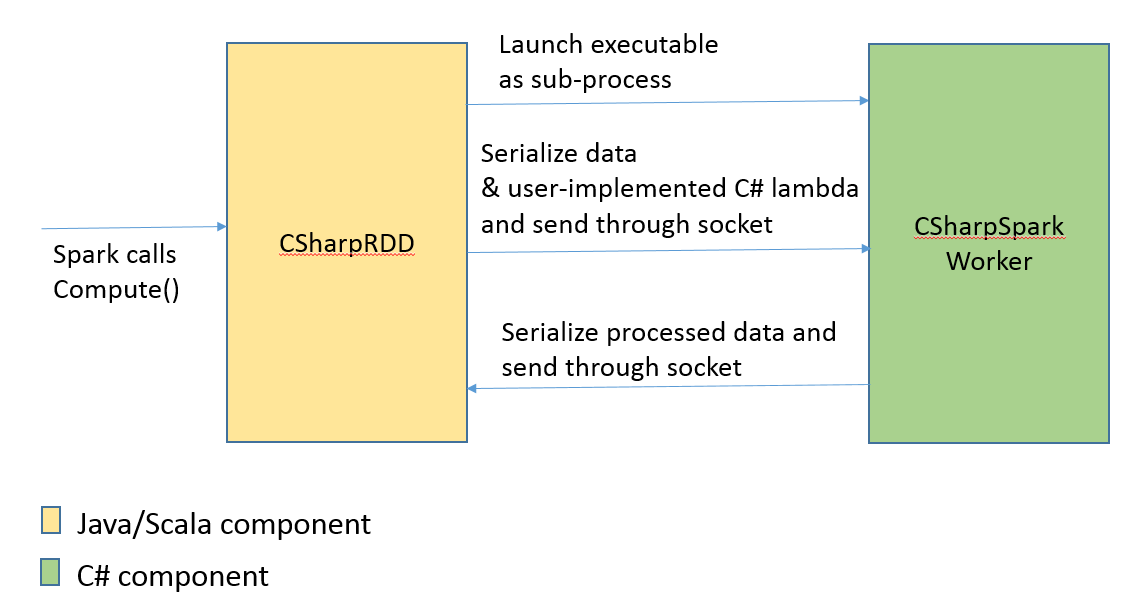 Launch executable
as sub-process
Serialize data
& user-implemented C# lambda
and send through socket
Spark calls
Compute()
CSharpRDD
CSharpSpark
Worker
Serialize processed data and
send through socket
Java/Scala component
C# component